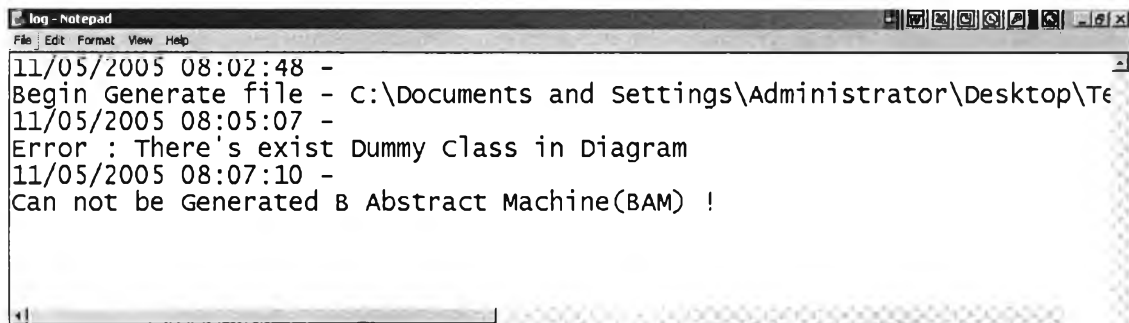 log - Notepad
File Edit Format View Help
11/05/2005 08:02:48 -
Begin Generate file - C:\Documents and Settings\Administrator\Desktop\Te
11/05/2005 08:05:07 -
Error : There's exist Dummy Class in Diagram
11/05/2005 08:07:10 -
Can not be Generated B Abstract Machine(BAM) !